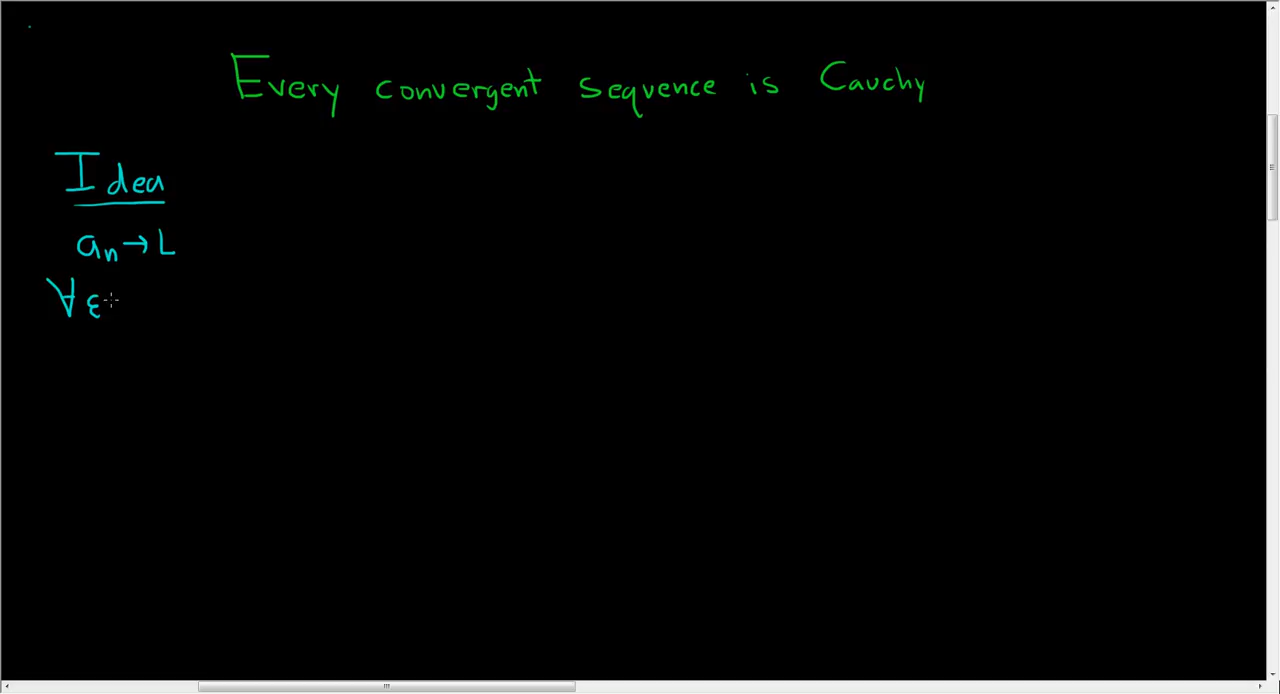 Every convergent sequence is Cauchy
Idea
aₙ→L
∀ε